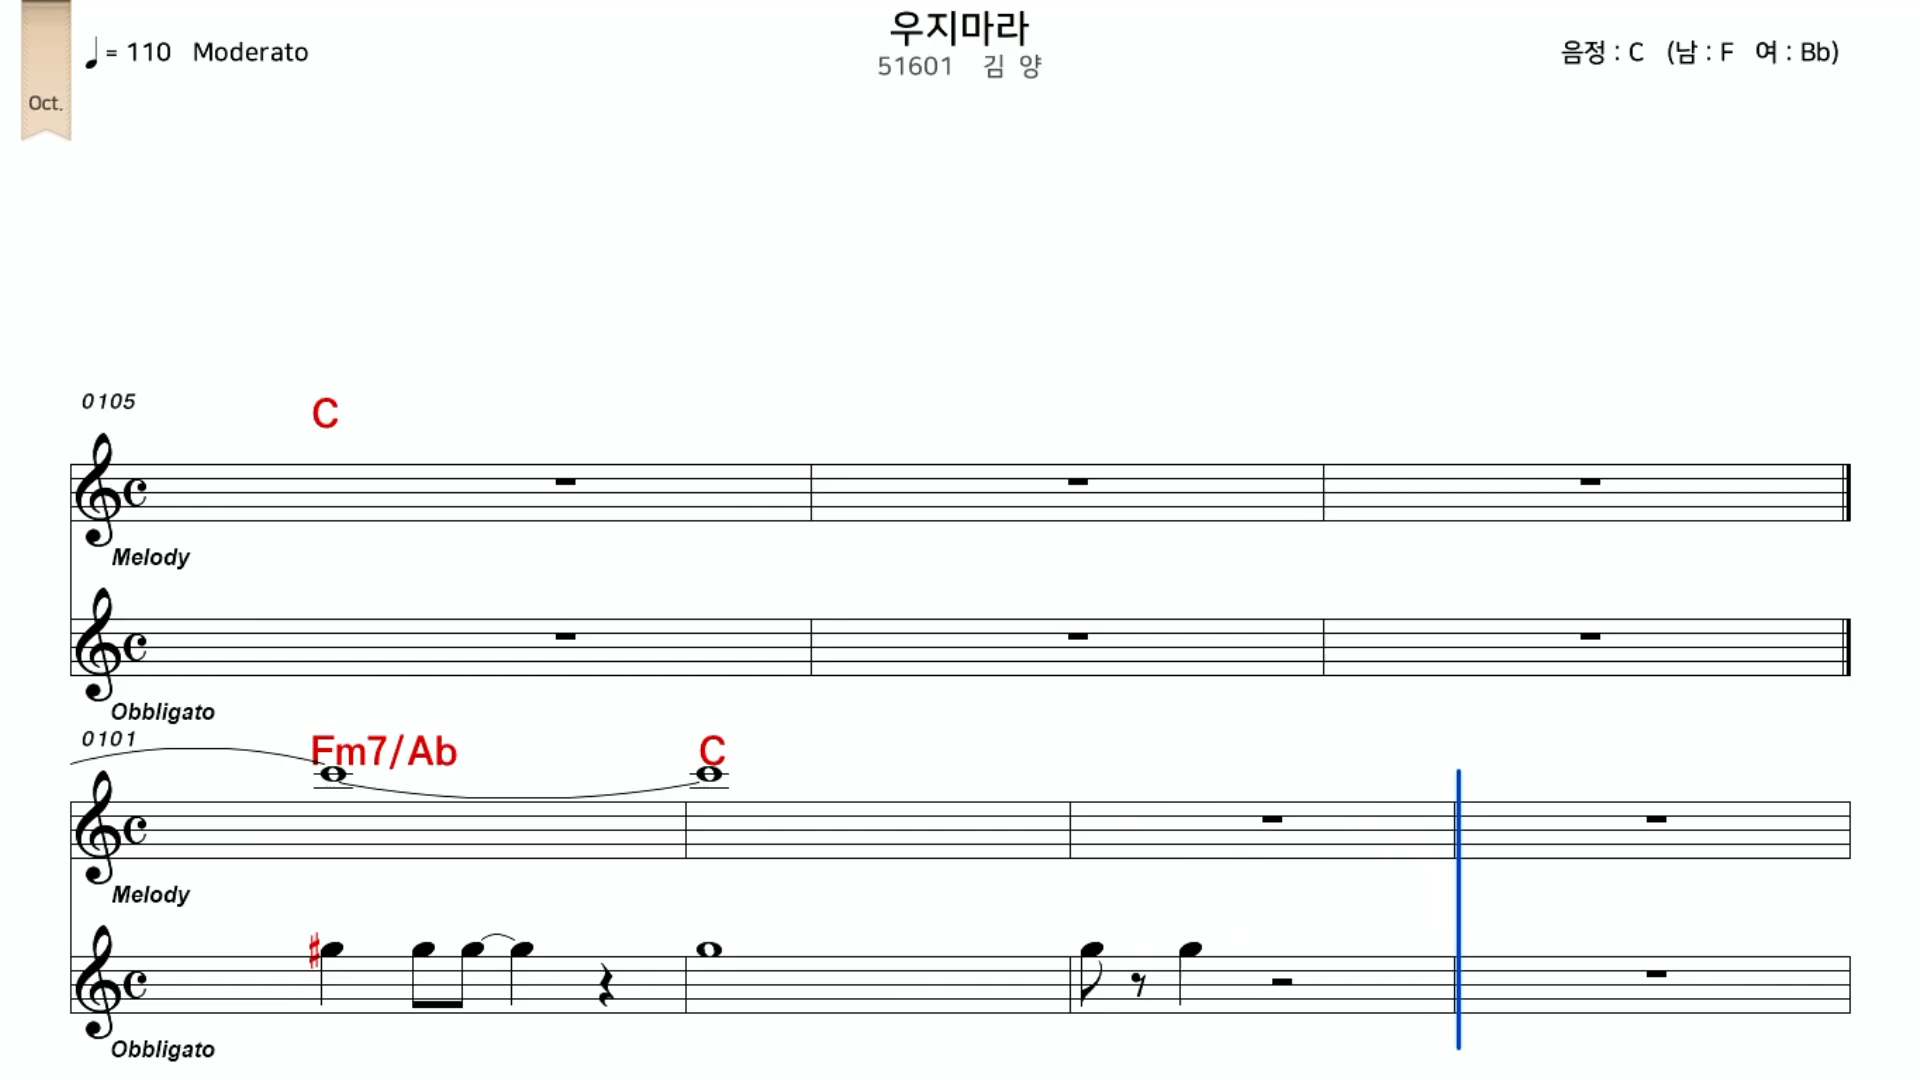 우지마라
♩ = 110 Moderato
51601 김 양
음정 : C (남 : F 여 : Bb)
Oct.
0105
C
Melody
Obbligato
0101
Fm7/Ab C
Melody
Obbligato